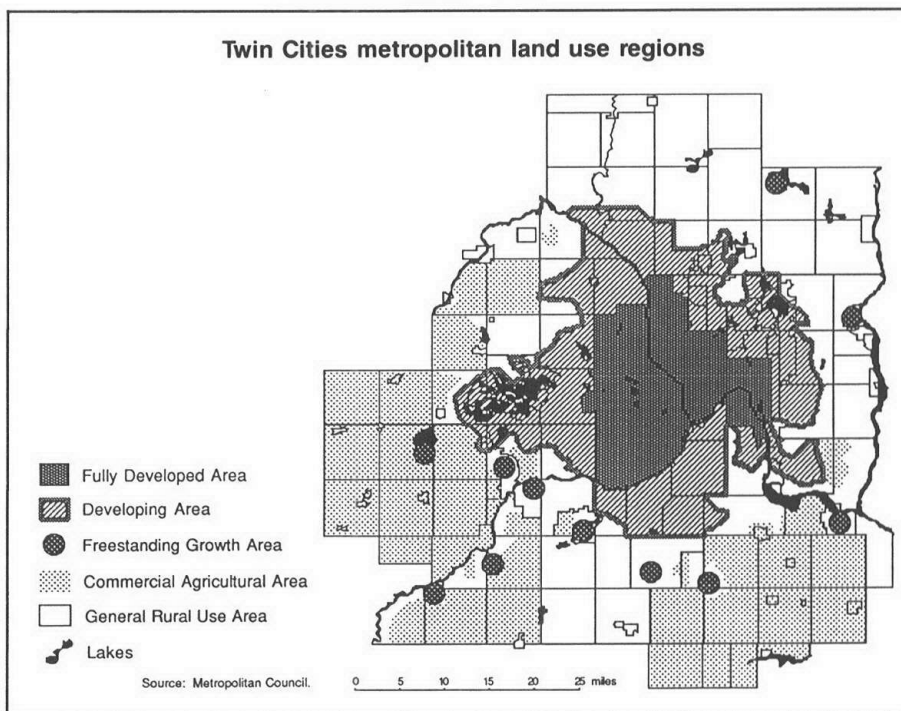 Twin Cities metropolitan land use regions
Fully Developed Area
Developing Area
Freestanding Growth Area
Commercial Agricultural Area
General Rural Use Area
Lakes
Source: Metropolitan Council.
0 5 10 15 20 25 miles